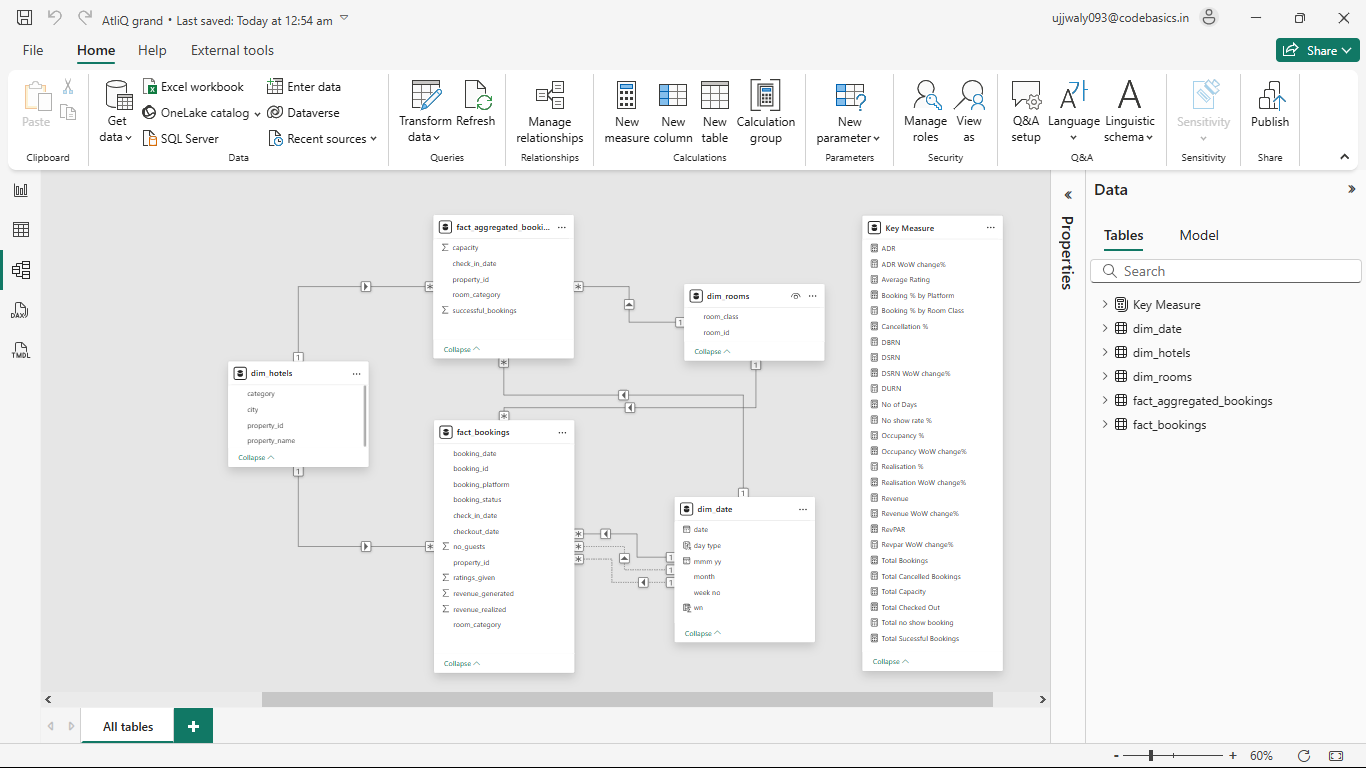 AtliQ grand • Last saved: Today at 12:54 am
ujjwaly093@codebasics.in
File
Home
Help
External tools
Share
Paste
Clipboard
Get data
Excel workbook
OneLake catalog
SQL Server
Enter data
Dataverse
Recent sources
Data
Transform data
Refresh
Queries
Manage relationships
Relationships
New measure
New column
New table
Calculation group
Calculations
New parameter
Parameters
Manage roles
View as
Security
Q&A setup
Language
Linguistic schema
Q&A
Sensitivity
Sensitivity
Publish
Share
DAX
TMDL
fact_aggregated_booki...
capacity
check_in_date
property_id
room_category
successful_bookings
Collapse
dim_rooms
room_class
room_id
Collapse
dim_hotels
category
city
property_id
property_name
Collapse
fact_bookings
booking_date
booking_id
booking_platform
booking_status
check_in_date
checkout_date
no_guests
property_id
ratings_given
revenue_generated
revenue_realized
room_category
Collapse
dim_date
date
day type
mmm yy
month
week no
wn
Collapse
Key Measure
ADR
ADR WoW change%
Average Rating
Booking % by Platform
Booking % by Room Class
Cancellation %
DBRN
DSRN
DSRN WoW change%
DURN
No of Days
No show rate %
Occupancy %
Occupancy WoW change%
Realisation %
Realisation WoW change%
Revenue
Revenue WoW change%
RevPAR
Revpar WoW change%
Total Bookings
Total Cancelled Bookings
Total Capacity
Total Checked Out
Total no show booking
Total Sucessful Bookings
Collapse
Properties
Data
Tables
Model
Search
Key Measure
dim_date
dim_hotels
dim_rooms
fact_aggregated_bookings
fact_bookings
All tables
60%